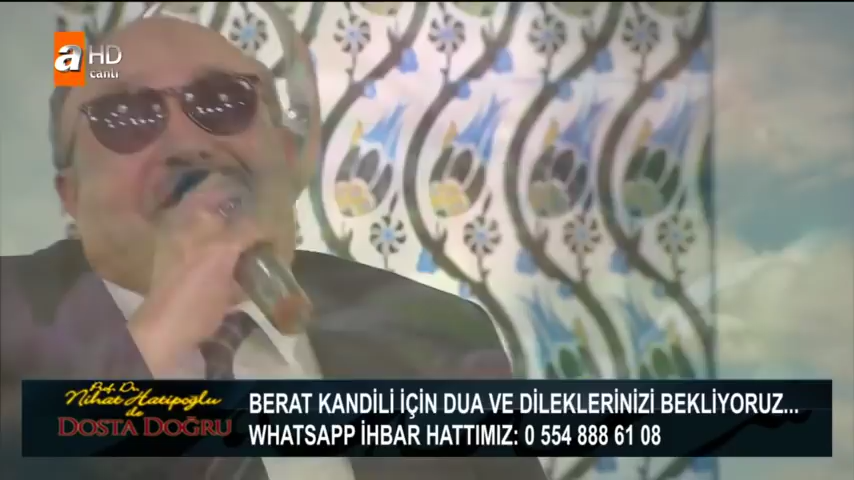 a HD
canlı
Prof. Dr.
Nihat Hatipoğlu
ile
DOSTA DOĞRU
BERAT KANDİLİ İÇİN DUA VE DİLEKLERİNİZİ BEKLİYORUZ...
WHATSAPP İHBAR HATTIMIZ: 0 554 888 61 08